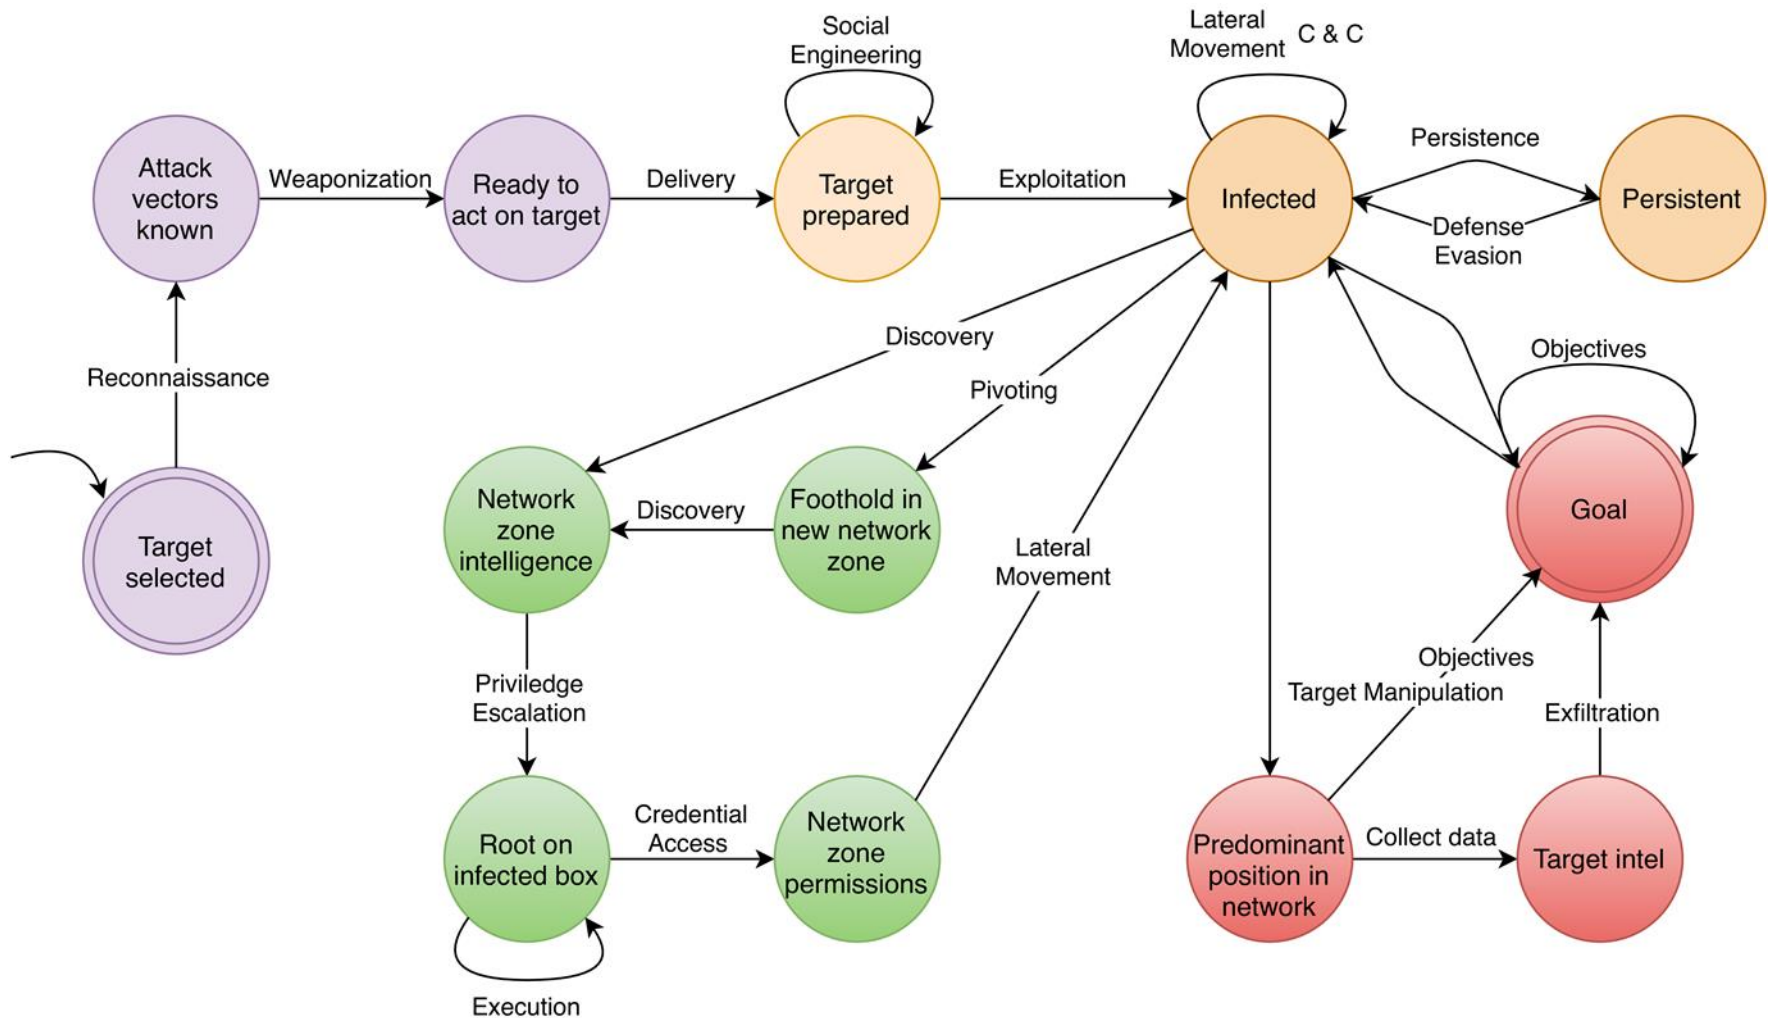 Social
Engineering
Lateral
Movement
C & C
Attack
vectors
known
Weaponization
Ready to
act on target
Delivery
Target
prepared
Exploitation
Infected
Persistence
Defense
Evasion
Persistent
Reconnaissance
Discovery
Pivoting
Objectives
Target
selected
Network
zone
intelligence
Discovery
Foothold in
new network
zone
Lateral
Movement
Goal
Priviledge
Escalation
Objectives
Target Manipulation
Exfiltration
Root on
infected box
Credential
Access
Network
zone
permissions
Predominant
position in
network
Collect data
Target intel
Execution